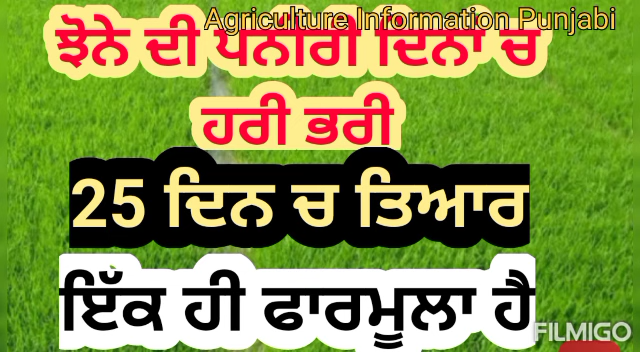 Agriculture Information Punjabi
ਝੋਨੇ ਦੀ ਪਨੀਰੀ ਦਿਨਾਂ ਚ
ਹਰੀ ਭਰੀ
25 ਦਿਨ ਚ ਤਿਆਰ
ਇੱਕ ਹੀ ਫਾਰਮੂਲਾ ਹੈ
FILMIGO